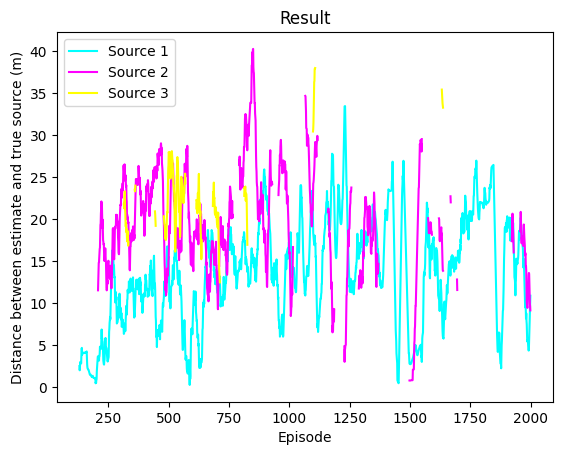 Result
Distance between estimate and true source (m)
40
35
30
25
20
15
10
5
0
Source 1
Source 2
Source 3
250 500 750 1000 1250 1500 1750 2000
Episode